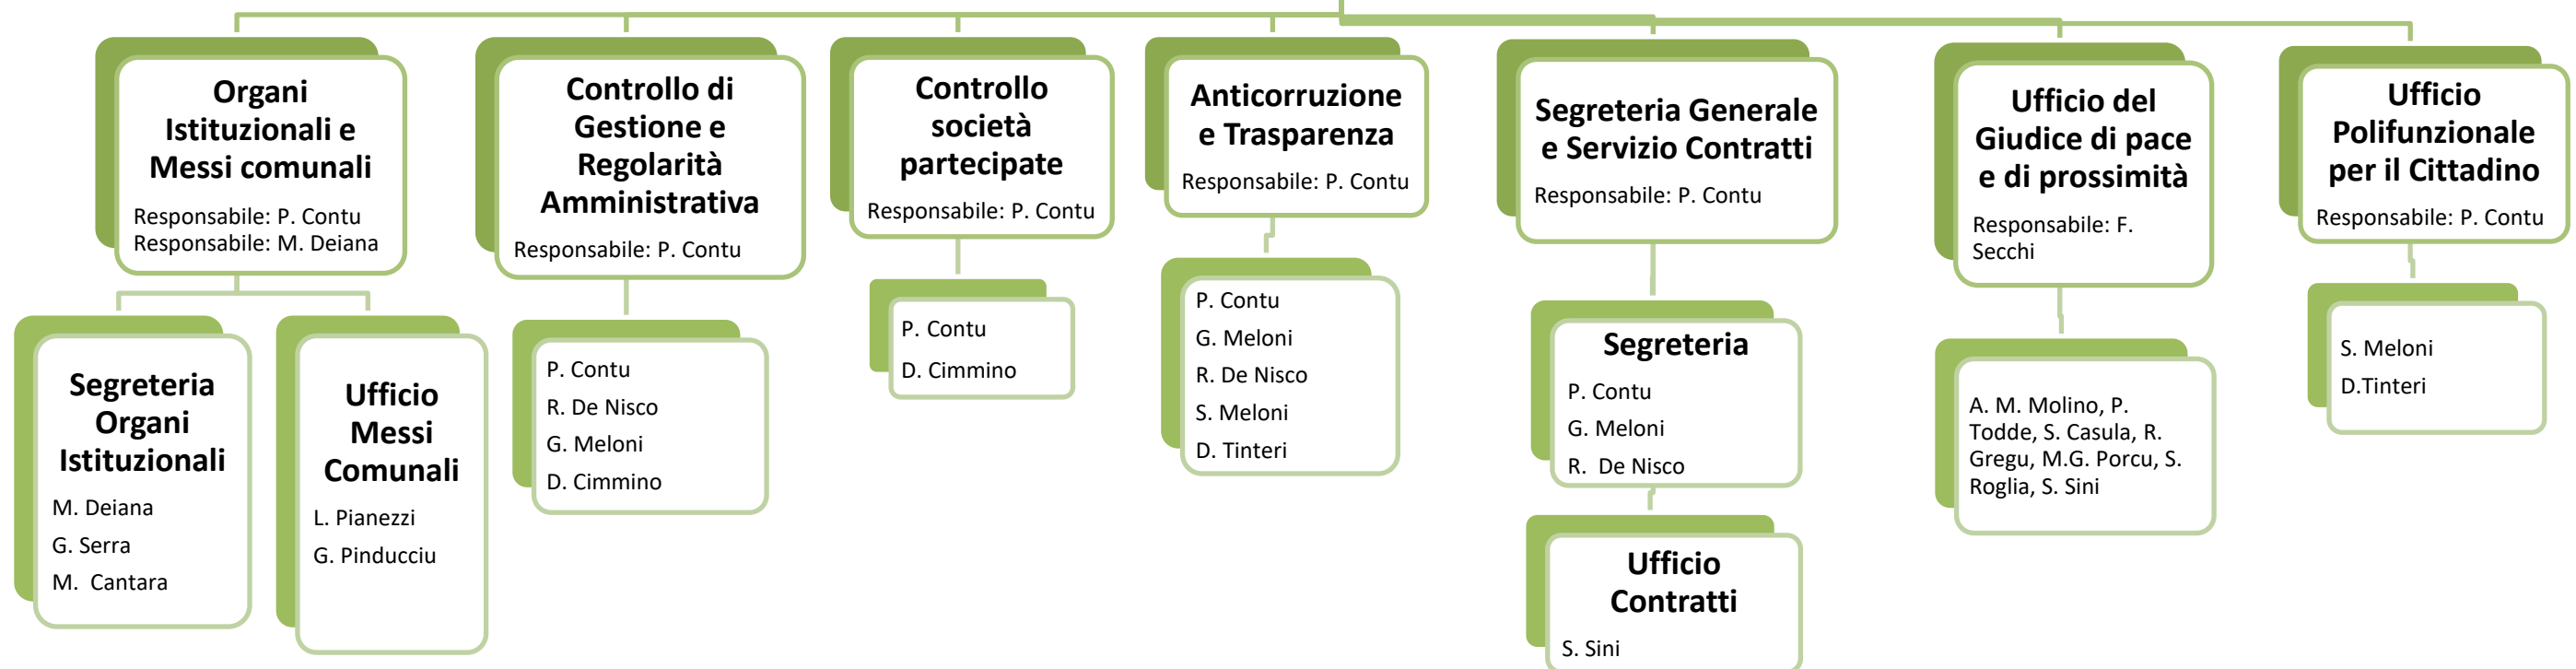 Organi
Istituzionali e
Messi comunali
Responsabile: P. Contu
Responsabile: M. Deiana
Segreteria
Organi
Istituzionali
M. Deiana
G. Serra
M. Cantara
Ufficio
Messi
Comunali
L. Pianezzi
G. Pinducciu
Controllo di
Gestione e
Regolarità
Amministrativa
Responsabile: P. Contu
P. Contu
R. De Nisco
G. Meloni
D. Cimmino
Controllo
società
partecipate
Responsabile: P. Contu
P. Contu
D. Cimmino
Anticorruzione
e Trasparenza
Responsabile: P. Contu
P. Contu
G. Meloni
R. De Nisco
S. Meloni
D. Tinteri
Segreteria Generale
e Servizio Contratti
Responsabile: P. Contu
Segreteria
P. Contu
G. Meloni
R. De Nisco
Ufficio
Contratti
S. Sini
Ufficio del
Giudice di pace
e di prossimità
Responsabile: F.
Secchi
A. M. Molino, P.
Todde, S. Casula, R.
Gregu, M.G. Porcu, S.
Roglia, S. Sini
Ufficio
Polifunzionale
per il Cittadino
Responsabile: P. Contu
S. Meloni
D.Tinteri